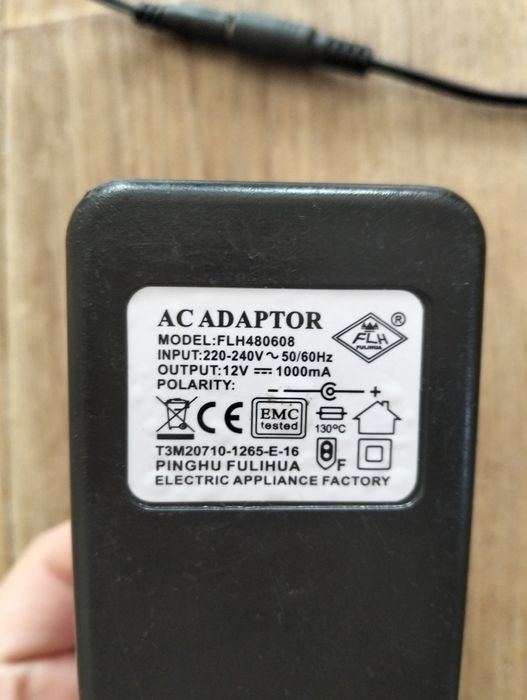 AC ADAPTOR
MODEL:FLH480608
INPUT:220-240V ~ 50/60Hz
OUTPUT:12V ⎓ 1000mA
POLARITY: - +
FLH ®
FULIHUA
CE EMC tested 130°C
T3M20710-1265-E-16 F
PINGHU FULIHUA
ELECTRIC APPLIANCE FACTORY